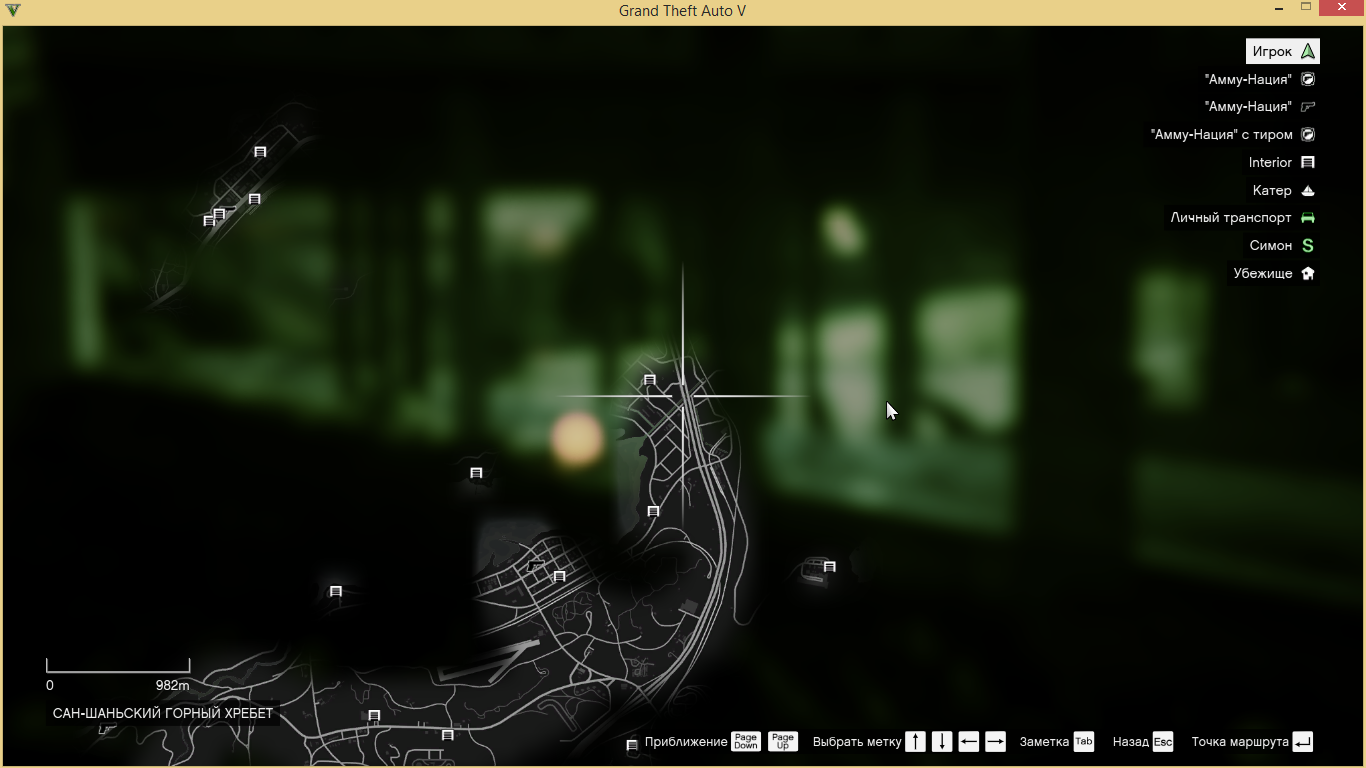 Grand Theft Auto V
Игрок
"Амму-Нация"
"Амму-Нация"
"Амму-Нация" с тиром
Interior
Катер
Личный транспорт
Симон S
Убежище
0 982m
САН-ШАНЬСКИЙ ГОРНЫЙ ХРЕБЕТ
Приближение Page Down Page Up Выбрать метку ↑ ↓ ← → Заметка Tab Назад Esc Точка маршрута